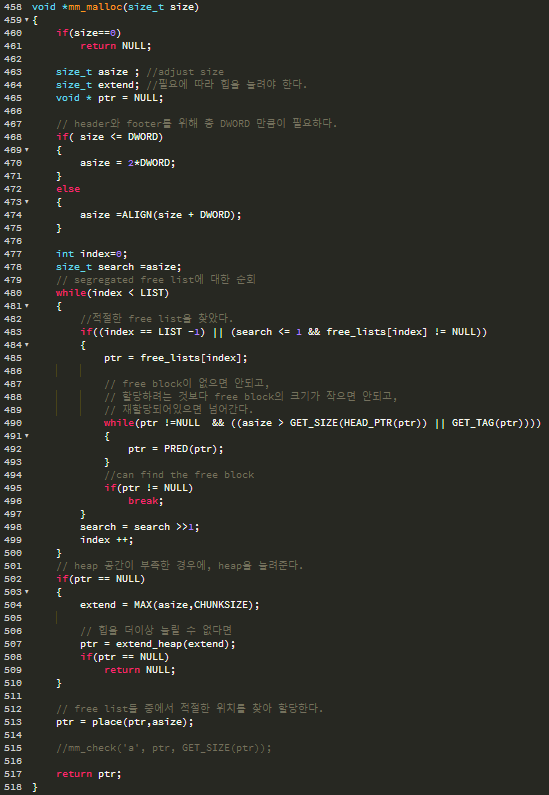 458 void *mm_malloc(size_t size)
459 {
460     if(size==0)
461         return NULL;
462
463     size_t asize ; //adjust size
464     size_t extend; //필요에 따라 힙을 늘려야 한다.
465     void * ptr = NULL;
466
467     // header와 footer를 위해 총 DWORD 만큼이 필요하다.
468     if( size <= DWORD)
469     {
470         asize = 2*DWORD;
471     }
472     else
473     {
474         asize =ALIGN(size + DWORD);
475     }
476
477     int index=0;
478     size_t search =asize;
479     // segregated free list에 대한 순회
480     while(index < LIST)
481     {
482         //적절한 free list을 찾았다.
483         if((index == LIST -1) || (search <= 1 && free_lists[index] != NULL))
484         {
485             ptr = free_lists[index];
486
487             // free block이 없으면 안되고,
488             // 할당하려는 것보다 free block의 크기가 작으면 안되고,
489             // 재할당되어있으면 넘어간다.
490             while(ptr !=NULL  && ((asize > GET_SIZE(HEAD_PTR(ptr)) || GET_TAG(ptr))))
491             {
492                 ptr = PRED(ptr);
493             }
494             //can find the free block
495             if(ptr != NULL)
496                 break;
497         }
498         search = search >>1;
499         index ++;
500     }
501     // heap 공간이 부족한 경우에, heap을 늘려준다.
502     if(ptr == NULL)
503     {
504         extend = MAX(asize,CHUNKSIZE);
505
506         // 힙을 더이상 늘릴 수 없다면
507         ptr = extend_heap(extend);
508         if(ptr == NULL)
509             return NULL;
510     }
511
512     // free list들 중에서 적절한 위치를 찾아 할당한다.
513     ptr = place(ptr,asize);
514
515     //mm_check('a', ptr, GET_SIZE(ptr));
516
517     return ptr;
518 }